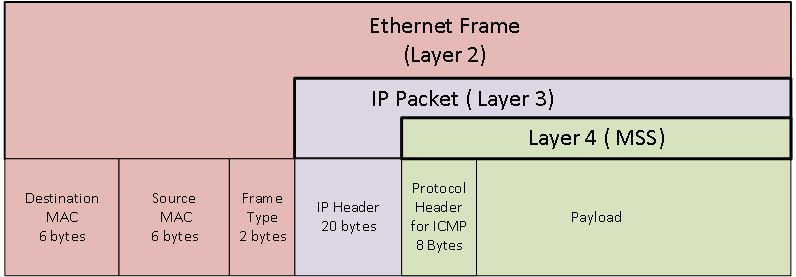 Ethernet Frame
(Layer 2)
IP Packet ( Layer 3)
Layer 4 ( MSS)
Destination
MAC
6 bytes
Source
MAC
6 bytes
Frame
Type
2 bytes
IP Header
20 bytes
Protocol
Header
for ICMP
8 Bytes
Payload